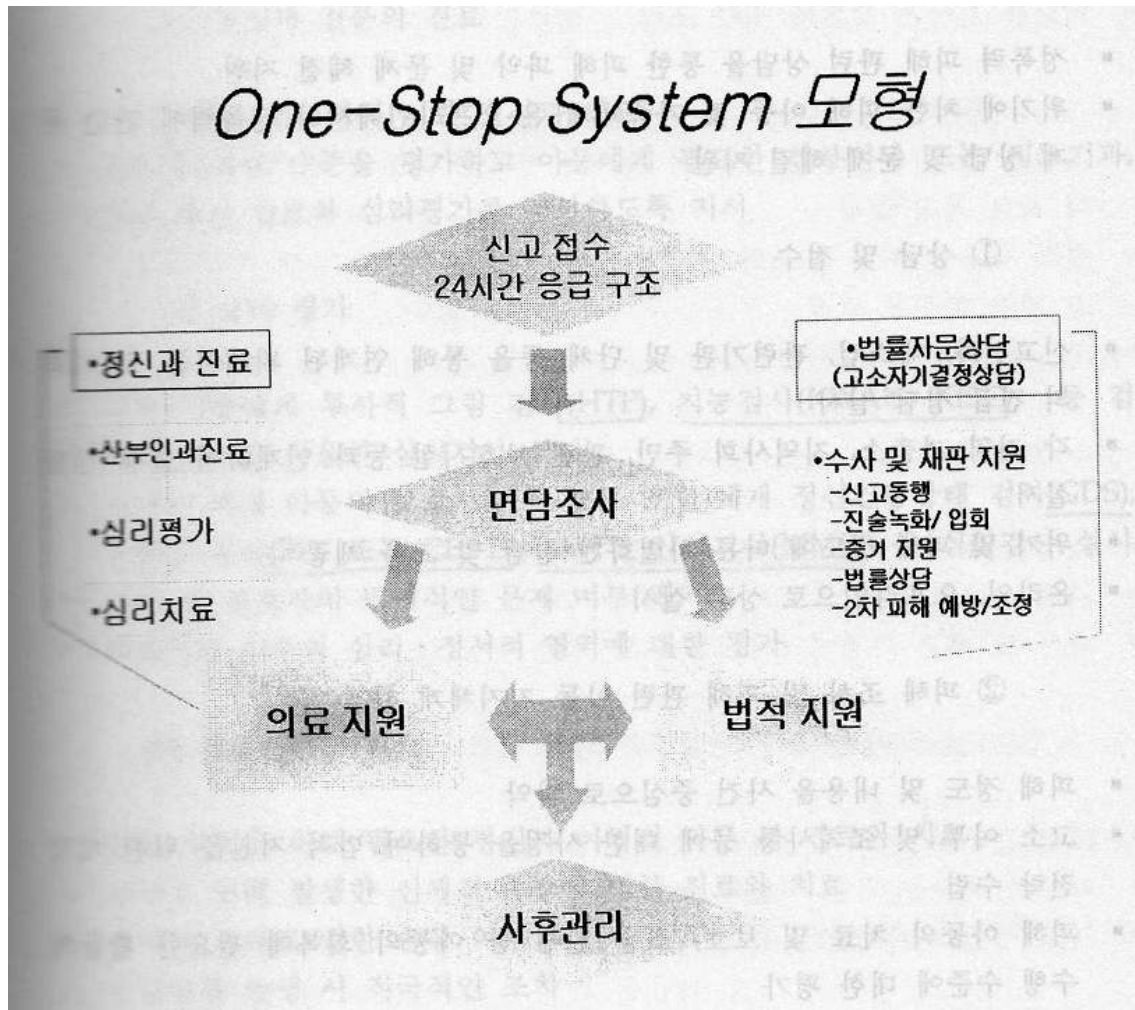 One-Stop System 모형
신고 접수
24시간 응급 구조
•정신과 진료
•산부인과진료
•심리평가
•심리치료
면담조사
•법률자문상담
(고소자기결정상담)
•수사 및 재판 지원
–신고동행
–진술녹화/ 입회
–증거 지원
–법률상담
–2차 피해 예방/조정
의료 지원
법적 지원
사후관리